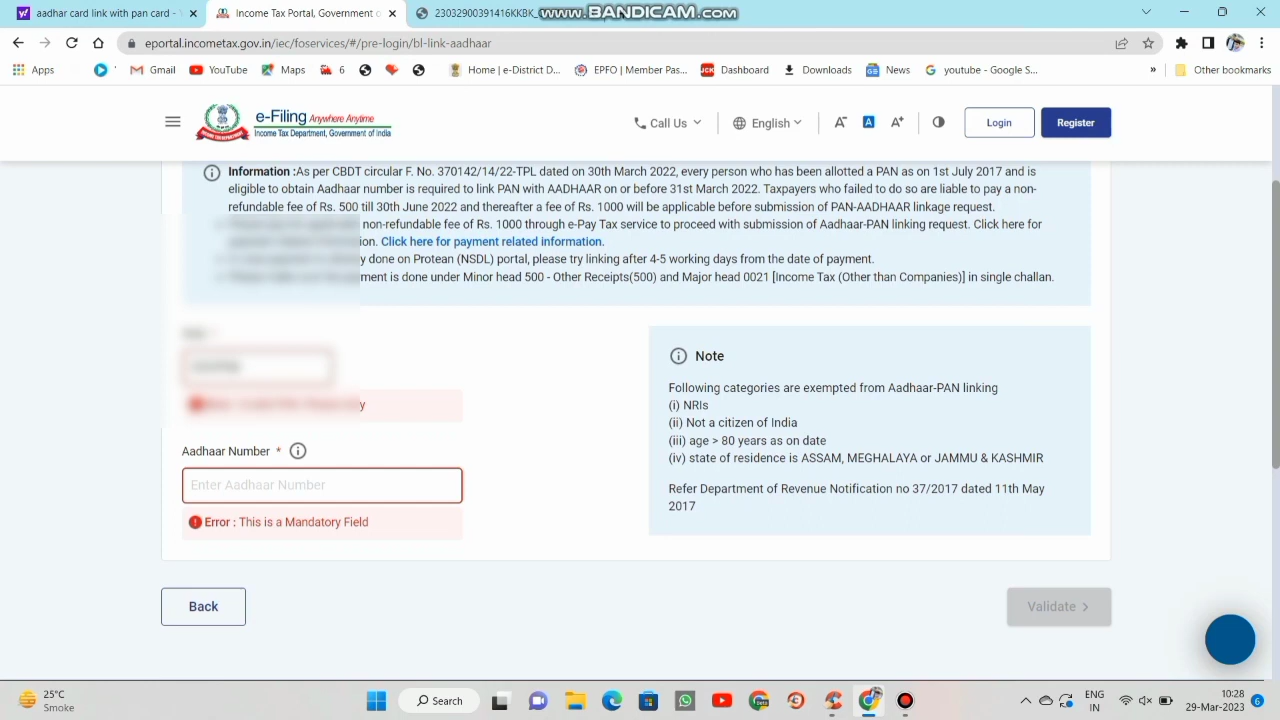 aadhar card link with pan card -
Income Tax Portal, Government o
2303290039141​6KKBK_
www.BANDICAM.com
eportal.incometax.gov.in/iec/foservices/#/pre-login/bl-link-aadhaar
Apps
Gmail
YouTube
Maps
6
Home | e-District D...
EPFO | Member Pas...
Dashboard
Downloads
News
youtube - Google S...
»
Other bookmarks
e-Filing Anywhere Anytime
Income Tax Department, Government of India
Call Us
English
A-
A
A+
Login
Register
Information :As per CBDT circular F. No. 370142/14/22-TPL dated on 30th March 2022, every person who has been allotted a PAN as on 1st July 2017 and is
eligible to obtain Aadhaar number is required to link PAN with AADHAAR on or before 31st March 2022. Taxpayers who failed to do so are liable to pay a non-
refundable fee of Rs. 500 till 30th June 2022 and thereafter a fee of Rs. 1000 will be applicable before submission of PAN-AADHAAR linkage request.
non-refundable fee of Rs. 1000 through e-Pay Tax service to proceed with submission of Aadhaar-PAN linking request. Click here for
Click here for payment related information.
done on Protean (NSDL) portal, please try linking after 4-5 working days from the date of payment.
is done under Minor head 500 - Other Receipts(500) and Major head 0021 [Income Tax (Other than Companies)] in single challan.
Note
Following categories are exempted from Aadhaar-PAN linking
(i) NRIs
(ii) Not a citizen of India
(iii) age > 80 years as on date
(iv) state of residence is ASSAM, MEGHALAYA or JAMMU & KASHMIR
Refer Department of Revenue Notification no 37/2017 dated 11th May
2017
Aadhaar Number *
Enter Aadhaar Number
Error : This is a Mandatory Field
Back
Validate
25°C
Smoke
Search
ENG
IN
10:28
29-Mar-2023
6